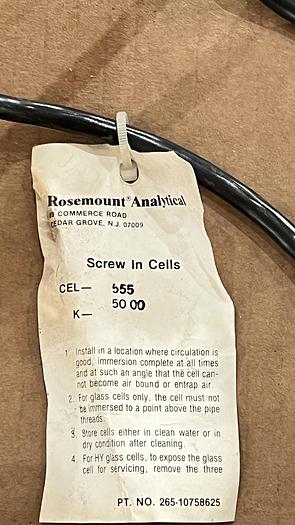 Rosemount® Analytical
8 COMMERCE ROAD
CEDAR GROVE, N.J. 07009
Screw In Cells
CEL— 555
50 00
K—
1. Install in a location where circulation is
good, immersion complete at all times
and at such an angle that the cell can-
not become air bound or entrap air.
2. For glass cells only, the cell must not
be immersed to a point above the pipe
threads.
3. Store cells either in clean water or in
dry condition after cleaning.
4. For HY glass cells, to expose the glass
cell for servicing, remove the three
PT. NO. 265-10758625